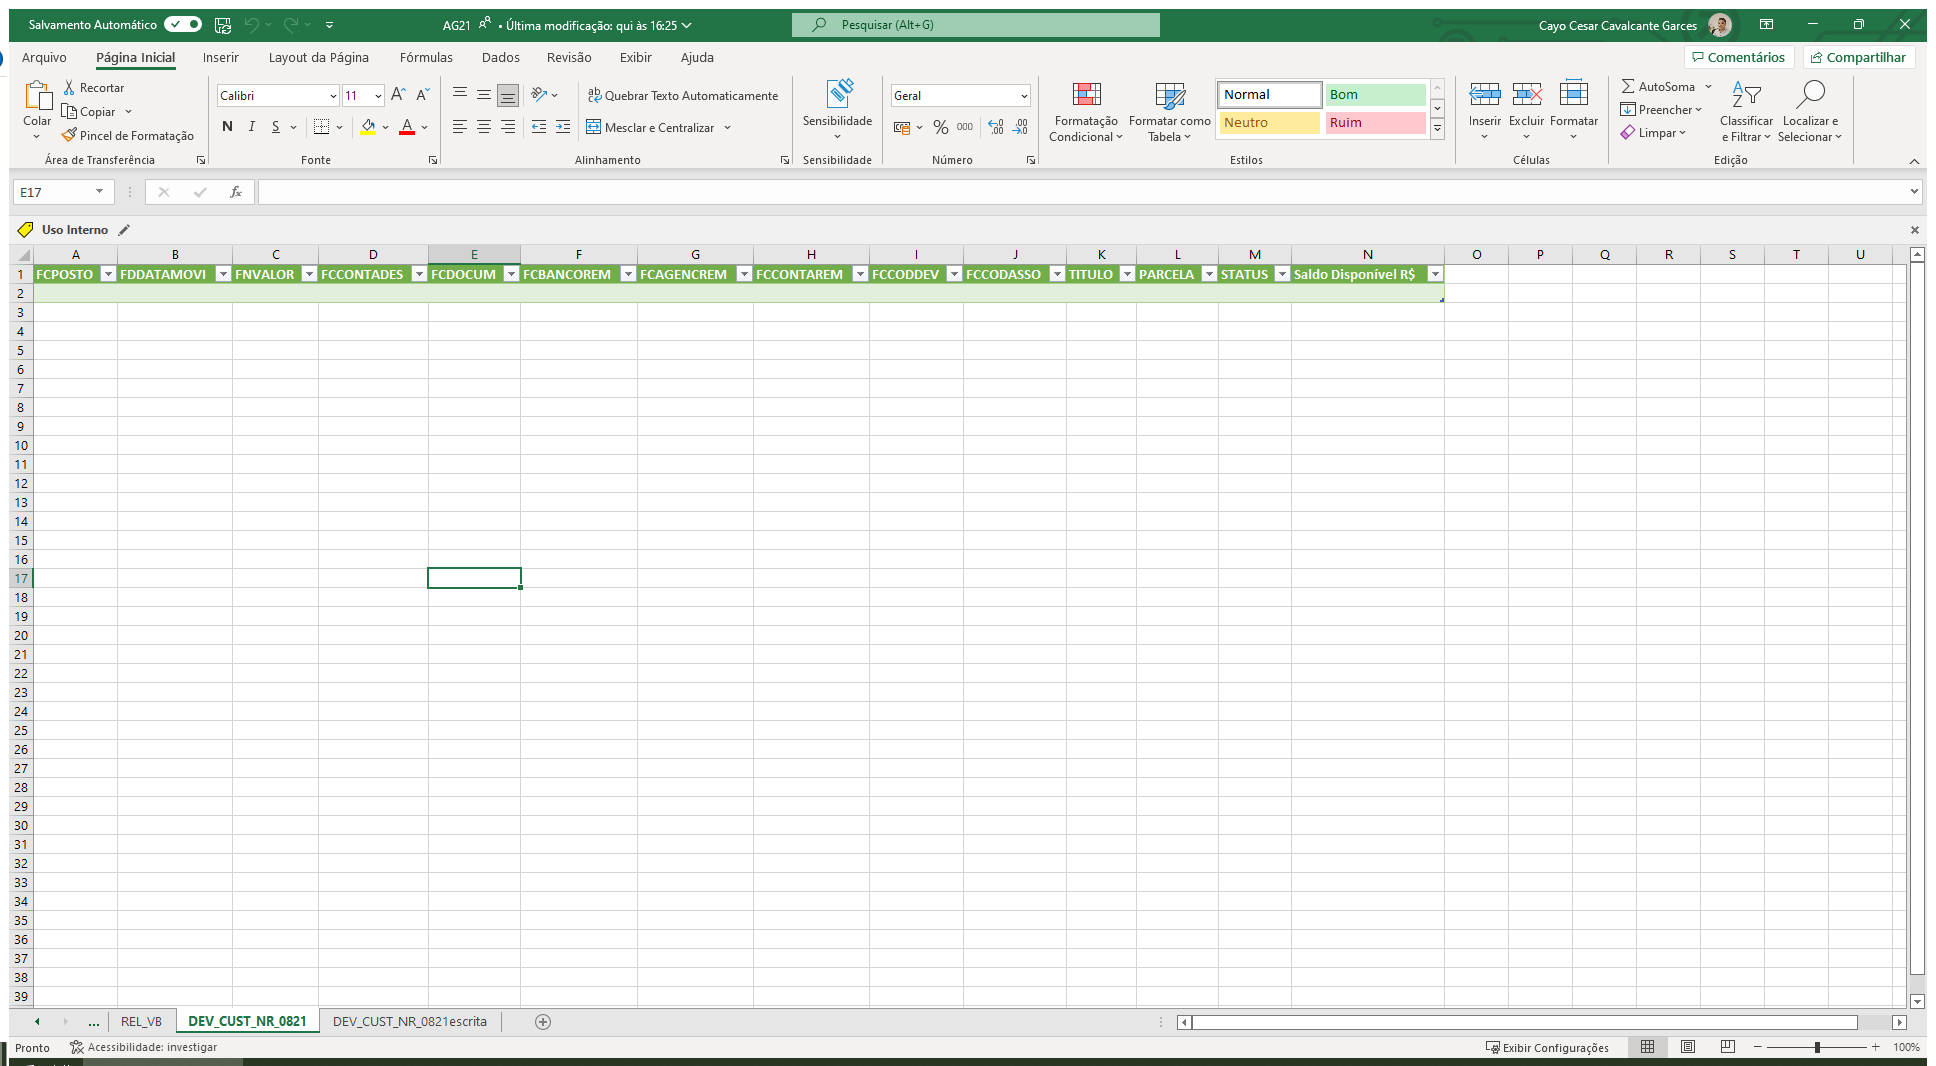 Salvamento Automático
AG21 • Última modificação: qui às 16:25
Pesquisar (Alt+G)
Cayo Cesar Cavalcante Garces
Arquivo Página Inicial Inserir Layout da Página Fórmulas Dados Revisão Exibir Ajuda Comentários Compartilhar
Colar
Recortar
Copiar
Pincel de Formatação
Área de Transferência
Calibri 11
N I S
Fonte
Quebrar Texto Automaticamente
Mesclar e Centralizar
Alinhamento
Sensibilidade
Sensibilidade
Geral
% 000
Número
Formatação Condicional
Formatar como Tabela
Normal Bom
Neutro Ruim
Estilos
Inserir Excluir Formatar
Células
AutoSoma
Preencher
Limpar
Classificar e Filtrar
Localizar e Selecionar
Edição
E17 fx
Uso Interno
A B C D E F G H I J K L M N O P Q R S T U
1 FCPOSTO FDDATAMOVI FNVALOR FCCONTADES FCDOCUM FCBANCOREM FCAGENCREM FCCONTAREM FCCODDEV FCCODASSO TITULO PARCELA STATUS Saldo Disponível R$
2
3
4
5
6
7
8
9
10
11
12
13
14
15
16
17
18
19
20
21
22
23
24
25
26
27
28
29
30
31
32
33
34
35
36
37
38
39
... REL_VB DEV_CUST_NR_0821 DEV_CUST_NR_0821escrita
Pronto Acessibilidade: investigar Exibir Configurações 100%